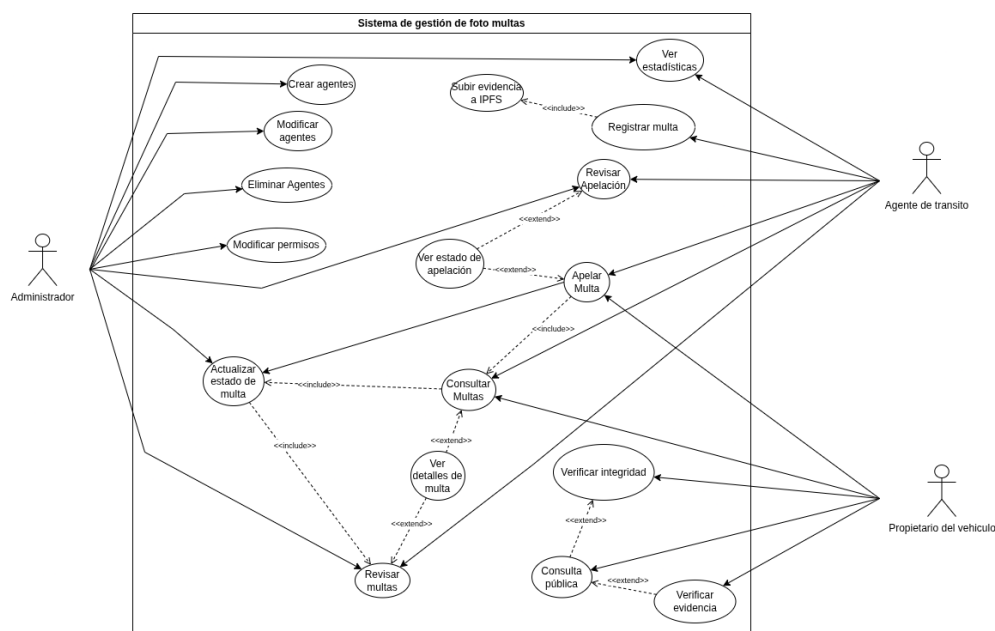 Sistema de gestión de foto multas
Ver
estadísticas
Crear agentes
Subir evidencia
a IPFS
<<include>>
Registrar multa
Modificar
agentes
Revisar
Apelación
Eliminar Agentes
Agente de transito
<<extend>>
Modificar permisos
Ver estado de
apelación
<<extend>>
Apelar
Multa
Administrador
<<include>>
Actualizar
estado de
multa
<<include>>
Consultar
Multas
<<include>>
<<extend>>
Ver
detalles de
multa
Verificar integridad
<<extend>>
<<extend>>
Propietario del vehiculo
Revisar
multas
Consulta
pública
<<extend>>
Verificar
evidencia